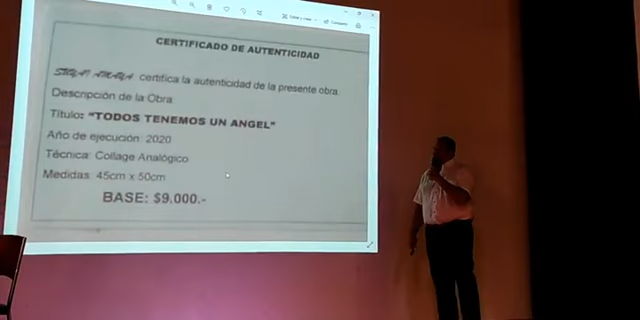 CERTIFICADO DE AUTENTICIDAD
certifica la autenticidad de la presente obra.
Descripción de la Obra:
Título: "TODOS TENEMOS UN ANGEL"
Año de ejecución: 2020
Técnica: Collage Analógico
Medidas: 45cm x 50cm
BASE: $9.000.-